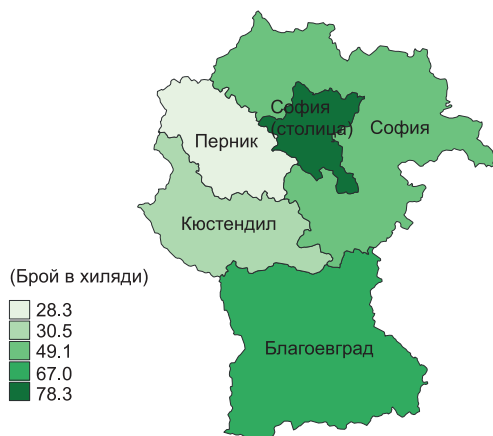 София
(столица)
София
Перник
Кюстендил
Благоевград
(Брой в хиляди)
28.3
30.5
49.1
67.0
78.3